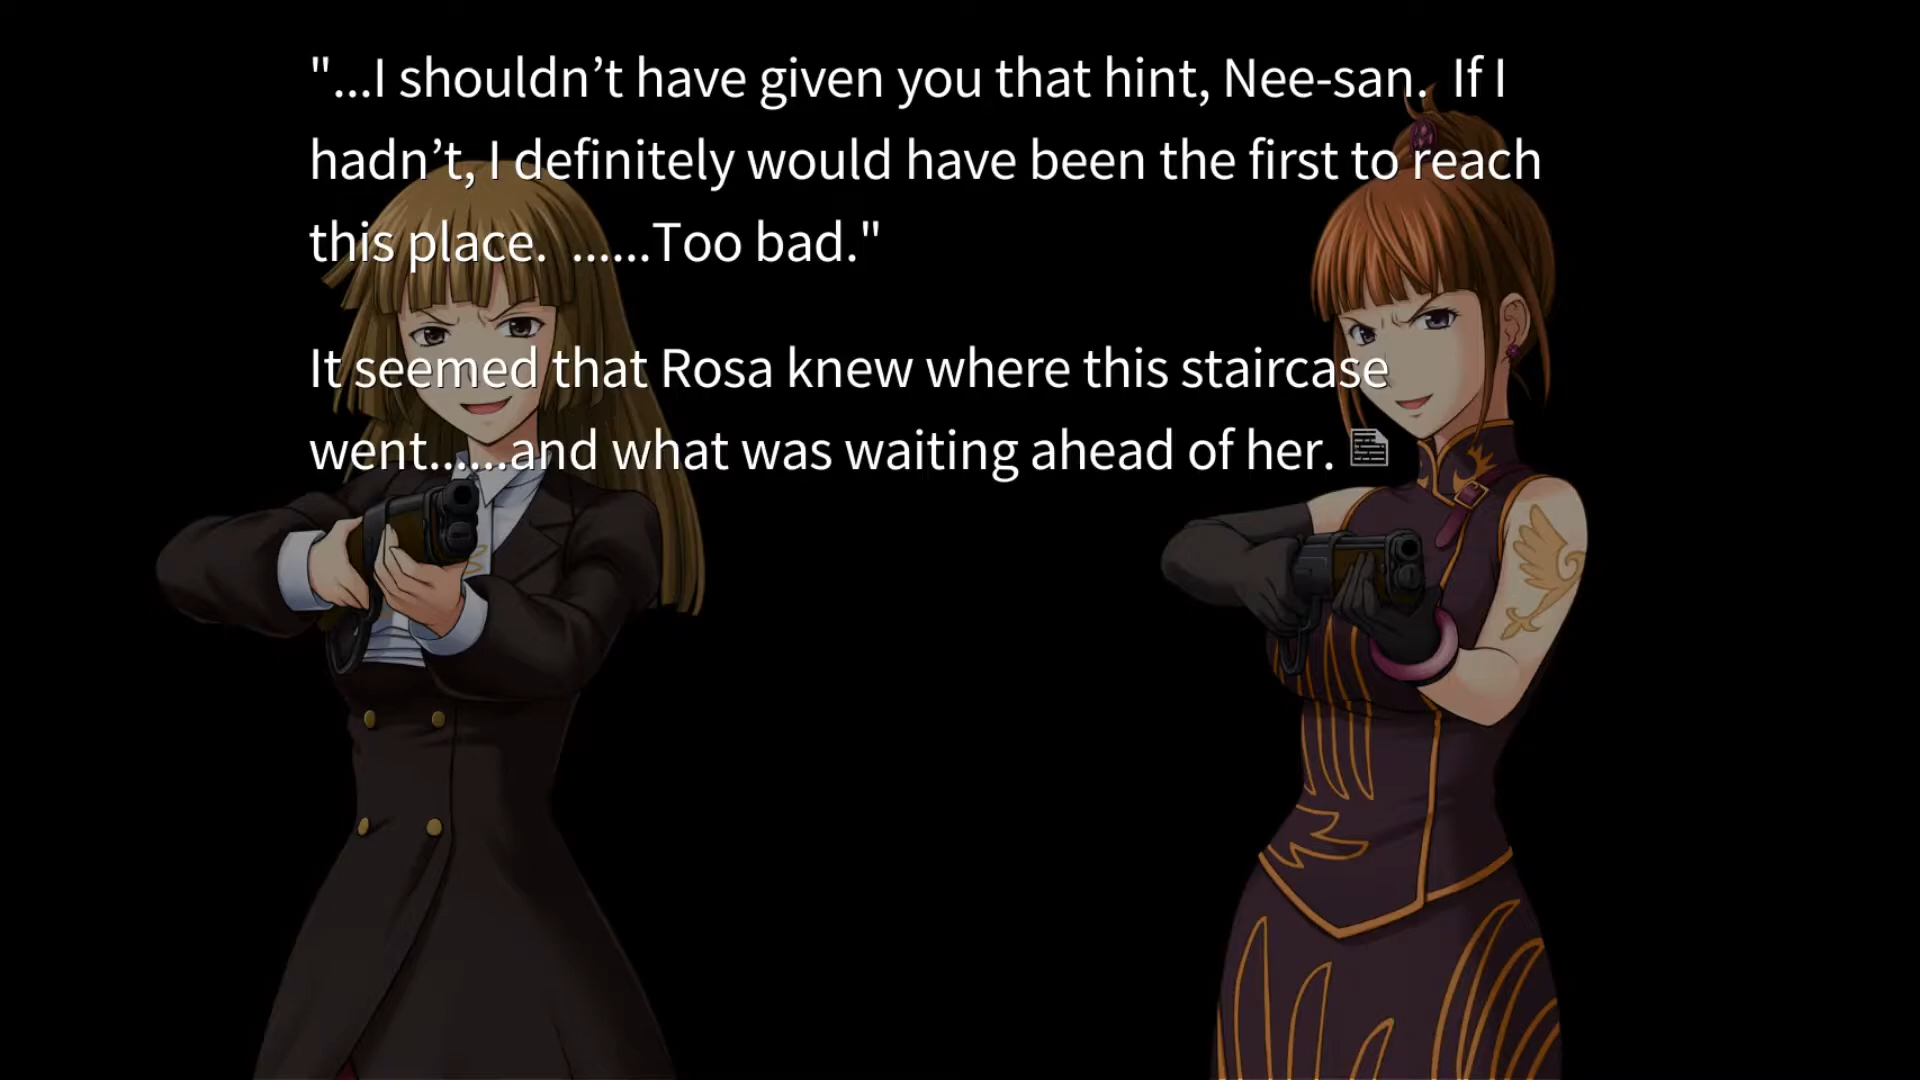 "...I shouldn’t have given you that hint, Nee-san.  If I
hadn’t, I definitely would have been the first to reach
this place.  ......Too bad."
It seemed that Rosa knew where this staircase
went......and what was waiting ahead of her.